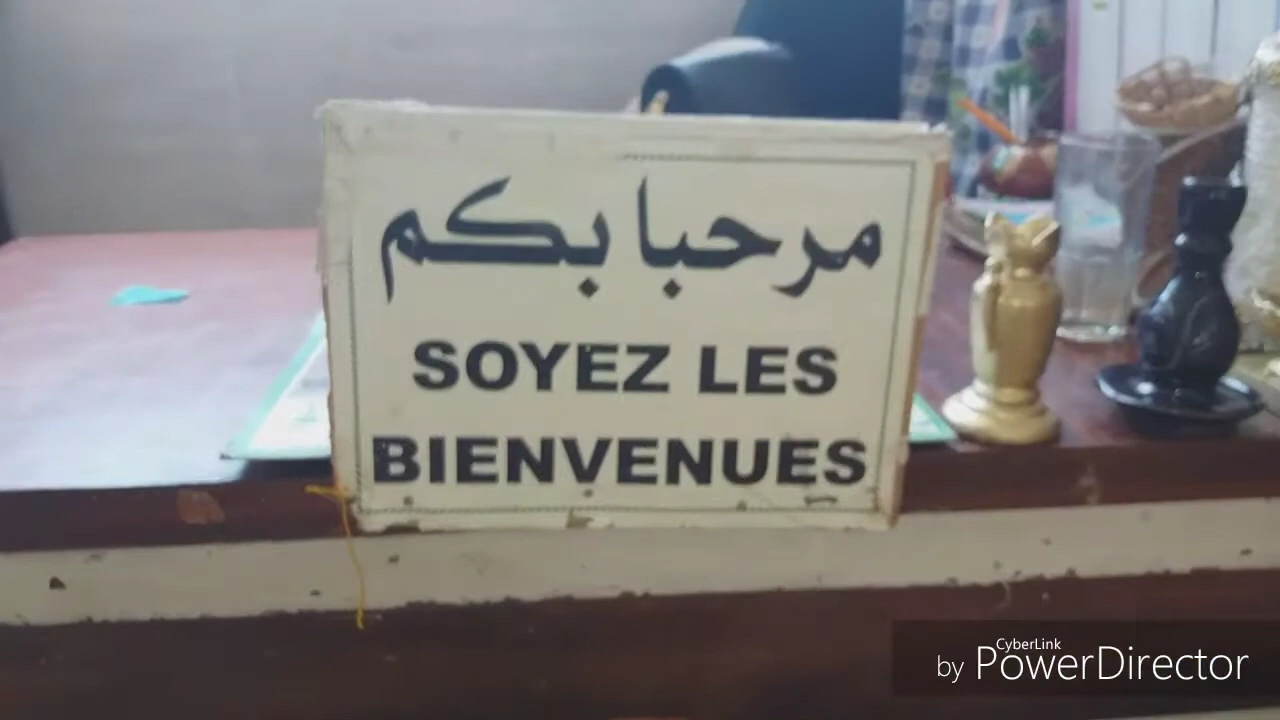 مرحبا بكم
SOYEZ LES
BIENVENUES
CyberLink
by PowerDirector